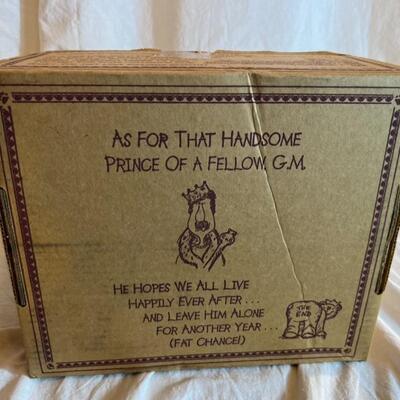 AS FOR THAT HANDSOME
PRINCE OF A FELLOW, G.M.
HE HOPES WE ALL LIVE
HAPPILY EVER AFTER . . .
AND LEAVE HIM ALONE
FOR ANOTHER YEAR . . .
(FAT CHANCE!)
THE
END